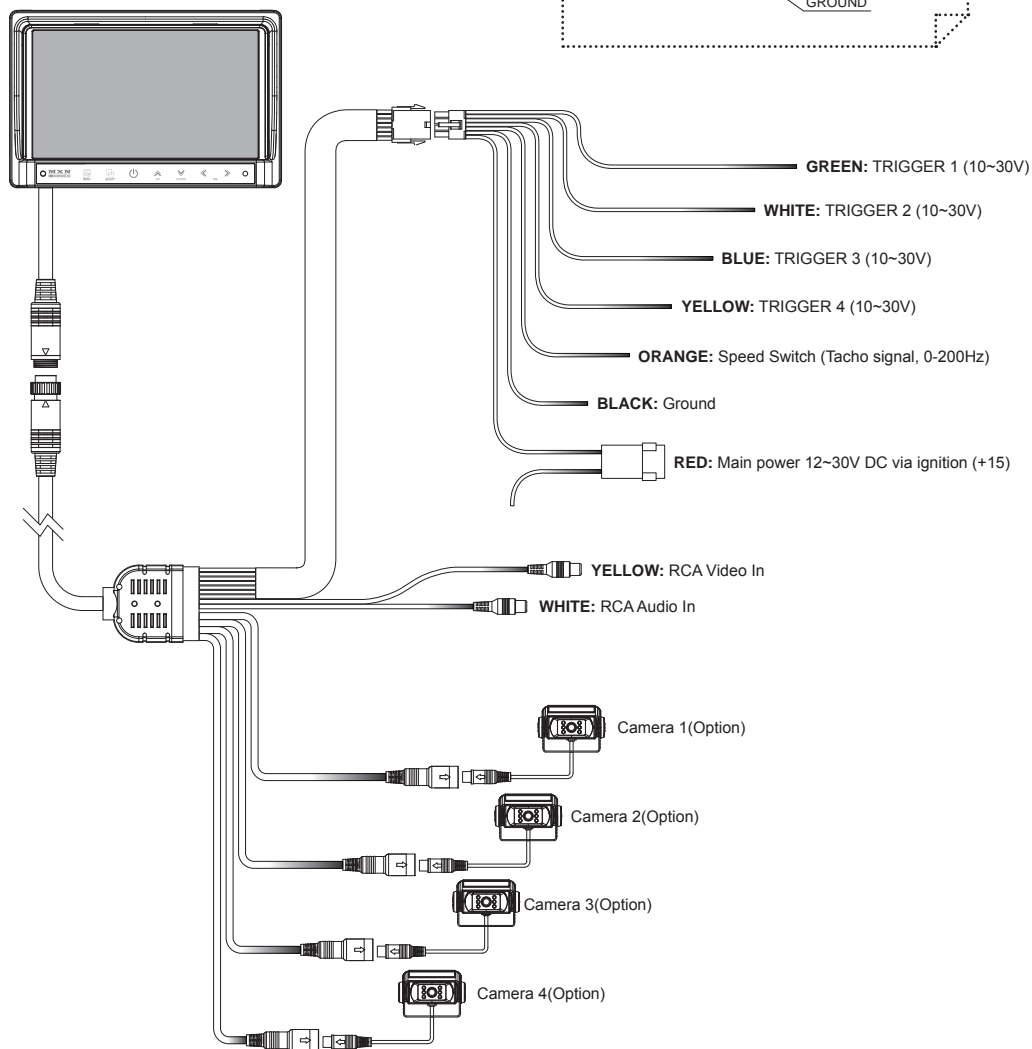 GROUND
MXN
GREEN: TRIGGER 1 (10~30V)
WHITE: TRIGGER 2 (10~30V)
BLUE: TRIGGER 3 (10~30V)
YELLOW: TRIGGER 4 (10~30V)
ORANGE: Speed Switch (Tacho signal, 0-200Hz)
BLACK: Ground
RED: Main power 12~30V DC via ignition (+15)
YELLOW: RCA Video In
WHITE: RCA Audio In
Camera 1(Option)
Camera 2(Option)
Camera 3(Option)
Camera 4(Option)